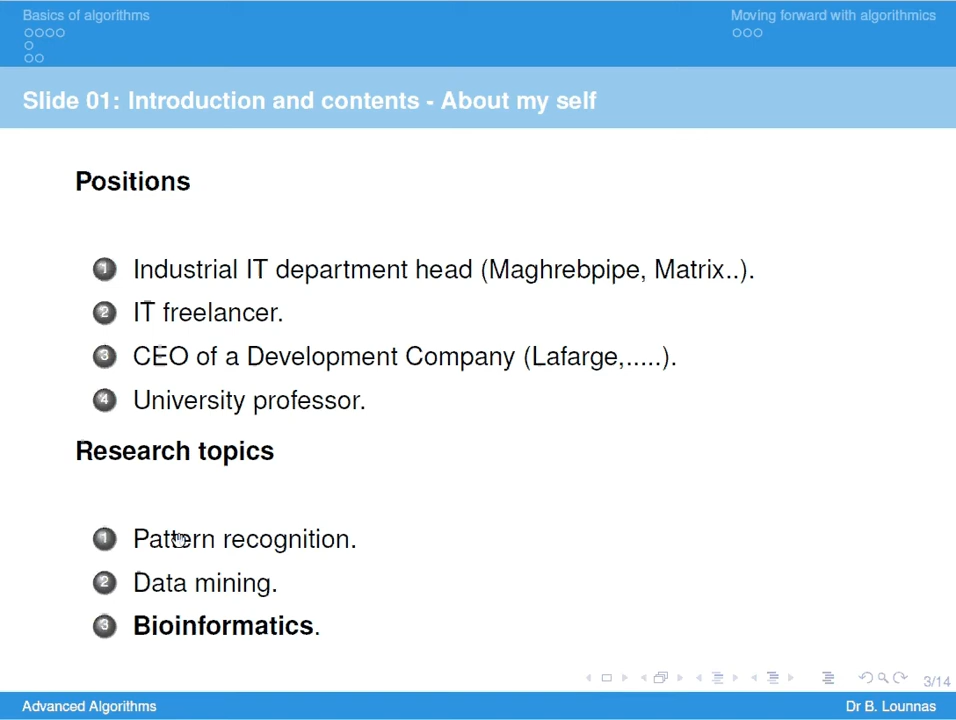 Basics of algorithms
Moving forward with algorithmics
Slide 01: Introduction and contents - About my self
Positions
1 Industrial IT department head (Maghrebpipe, Matrix..).
2 IT freelancer.
3 CEO of a Development Company (Lafarge,.....).
4 University professor.
Research topics
1 Pattern recognition.
2 Data mining.
3 Bioinformatics.
3/14
Advanced Algorithms
Dr B. Lounnas